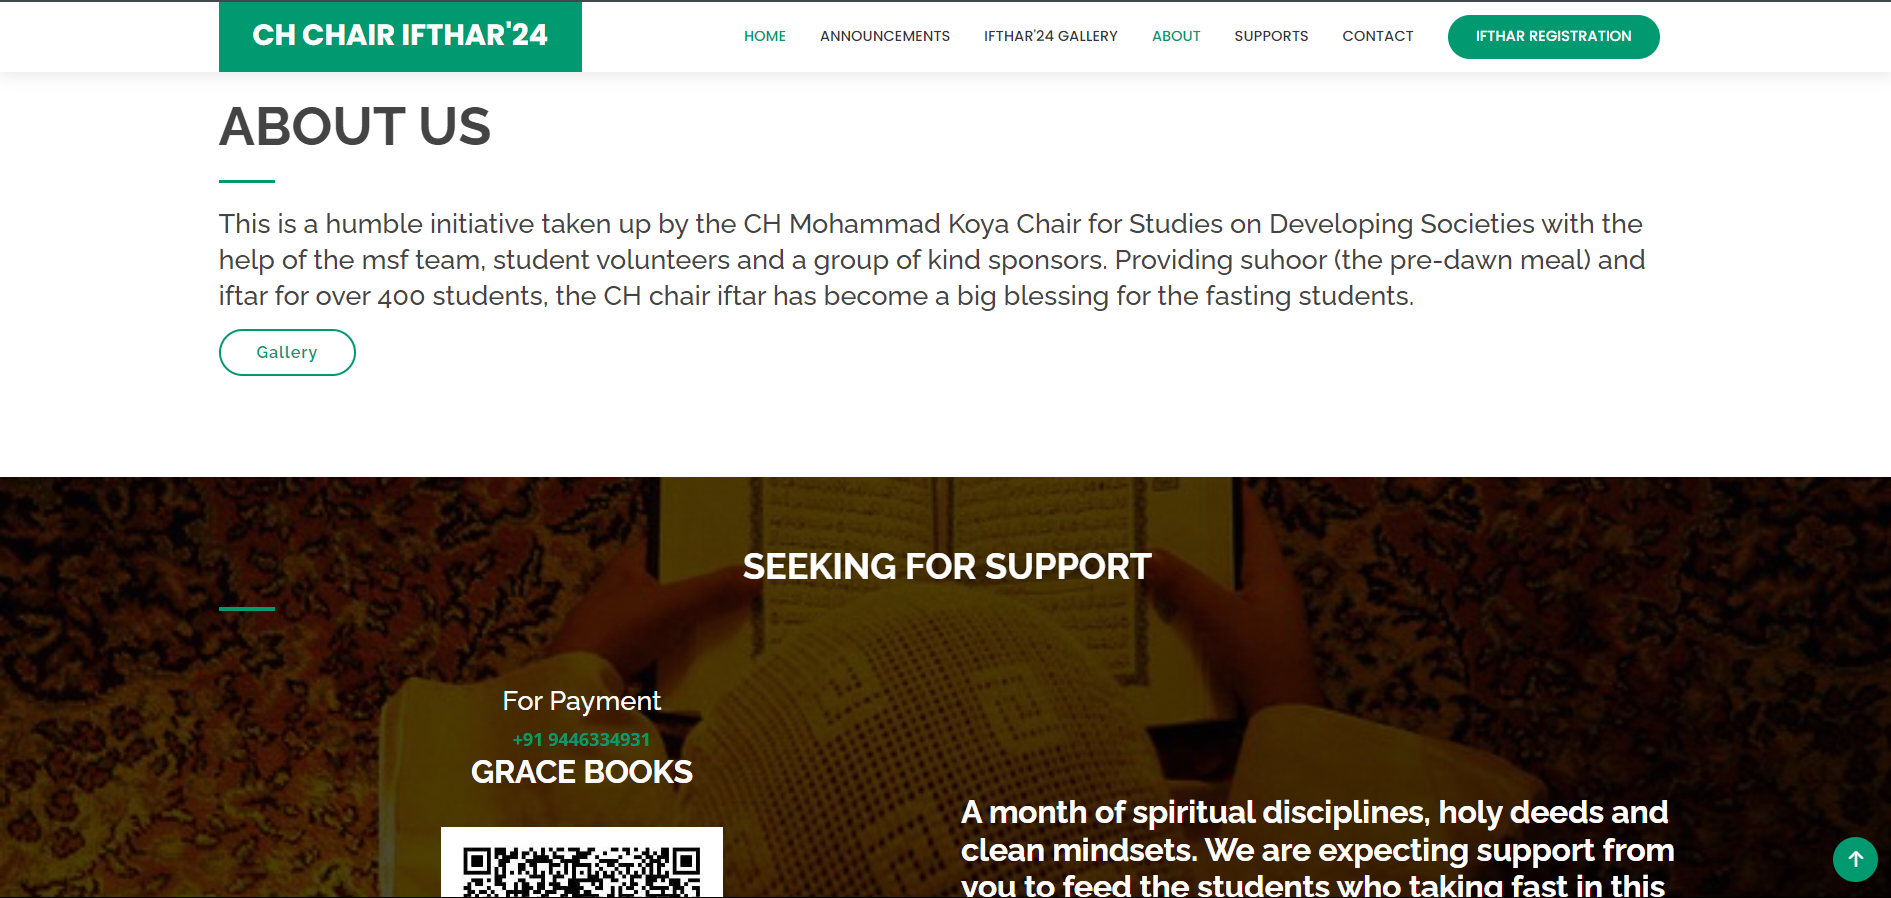 CH CHAIR IFTHAR'24
HOME
ANNOUNCEMENTS
IFTHAR'24 GALLERY
ABOUT
SUPPORTS
CONTACT
IFTHAR REGISTRATION
ABOUT US
This is a humble initiative taken up by the CH Mohammad Koya Chair for Studies on Developing Societies with the
help of the msf team, student volunteers and a group of kind sponsors. Providing suhoor (the pre-dawn meal) and
iftar for over 400 students, the CH chair iftar has become a big blessing for the fasting students.
Gallery
SEEKING FOR SUPPORT
For Payment
+91 9446334931
GRACE BOOKS
A month of spiritual disciplines, holy deeds and
clean mindsets. We are expecting support from
you to feed the students who taking fast in this